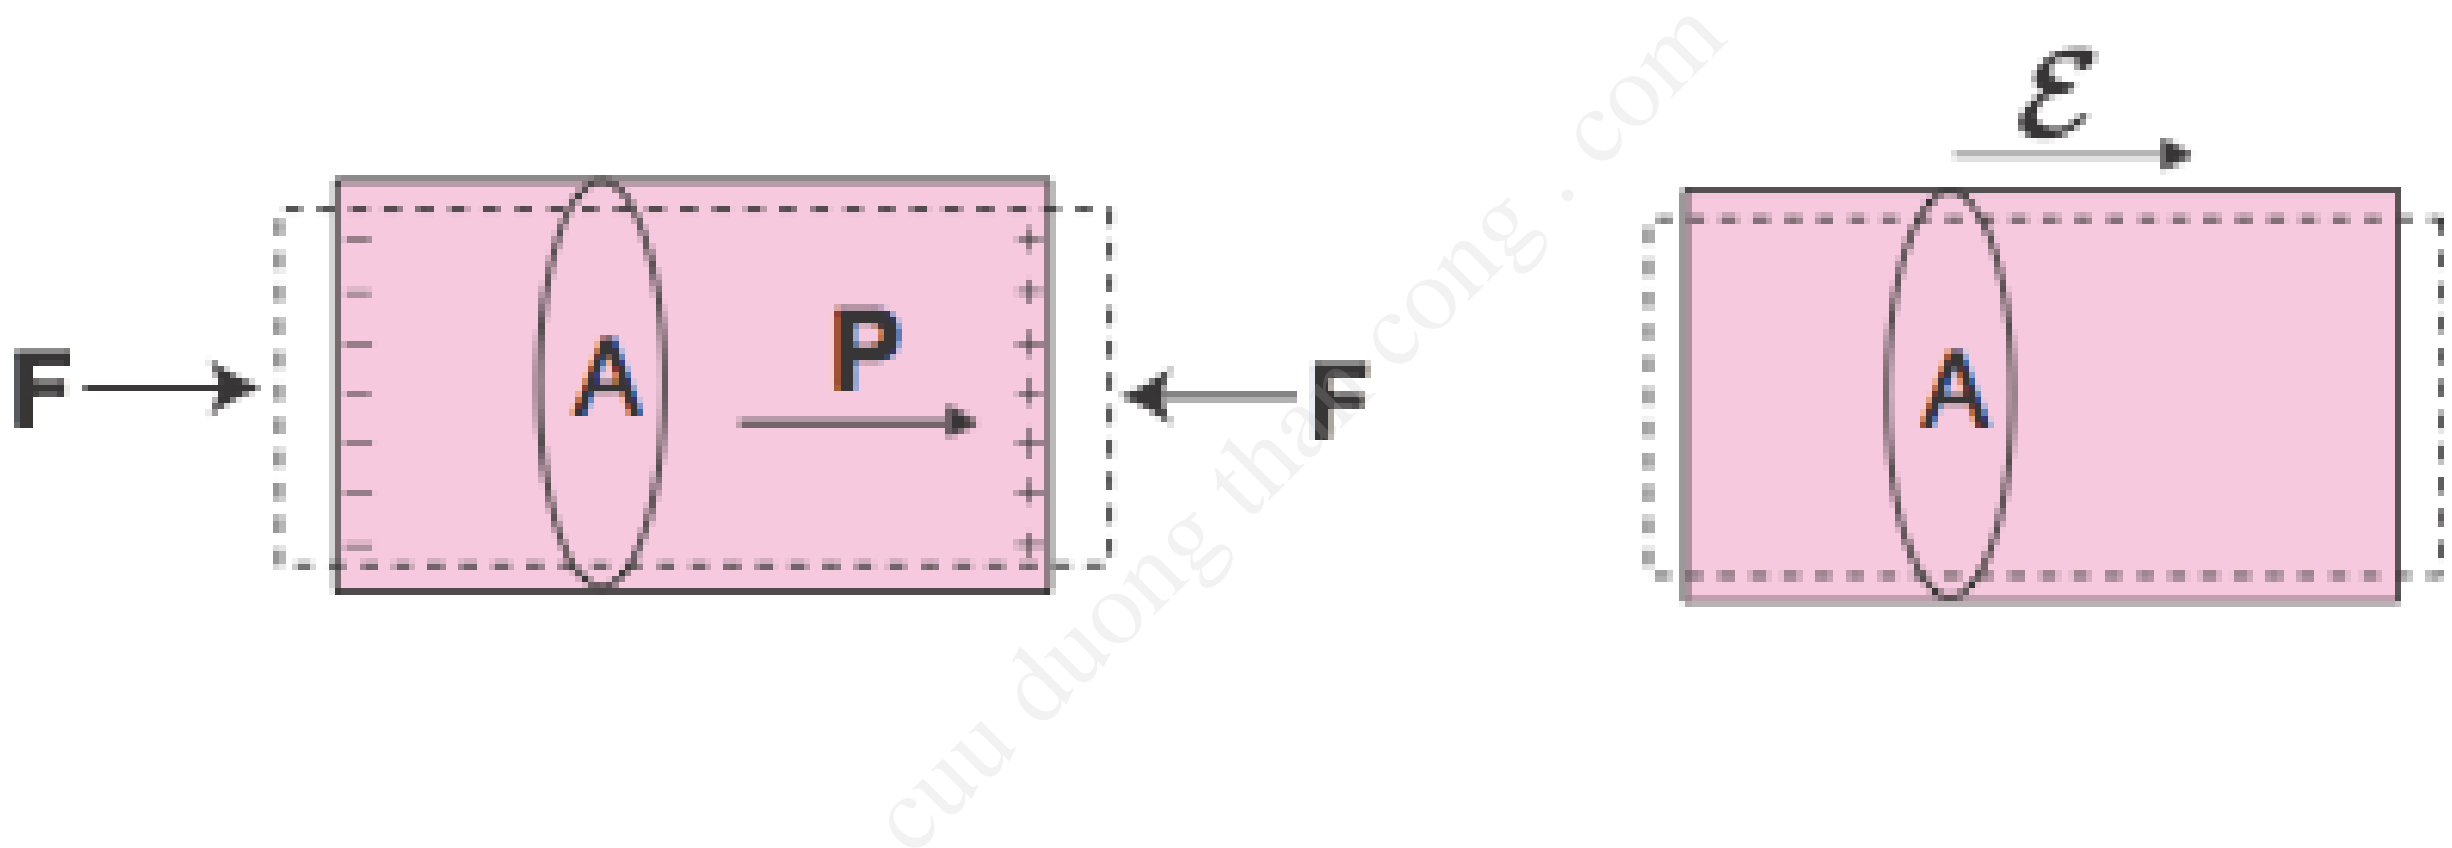 ℰ
F A P F A
cuu duong than cong . com